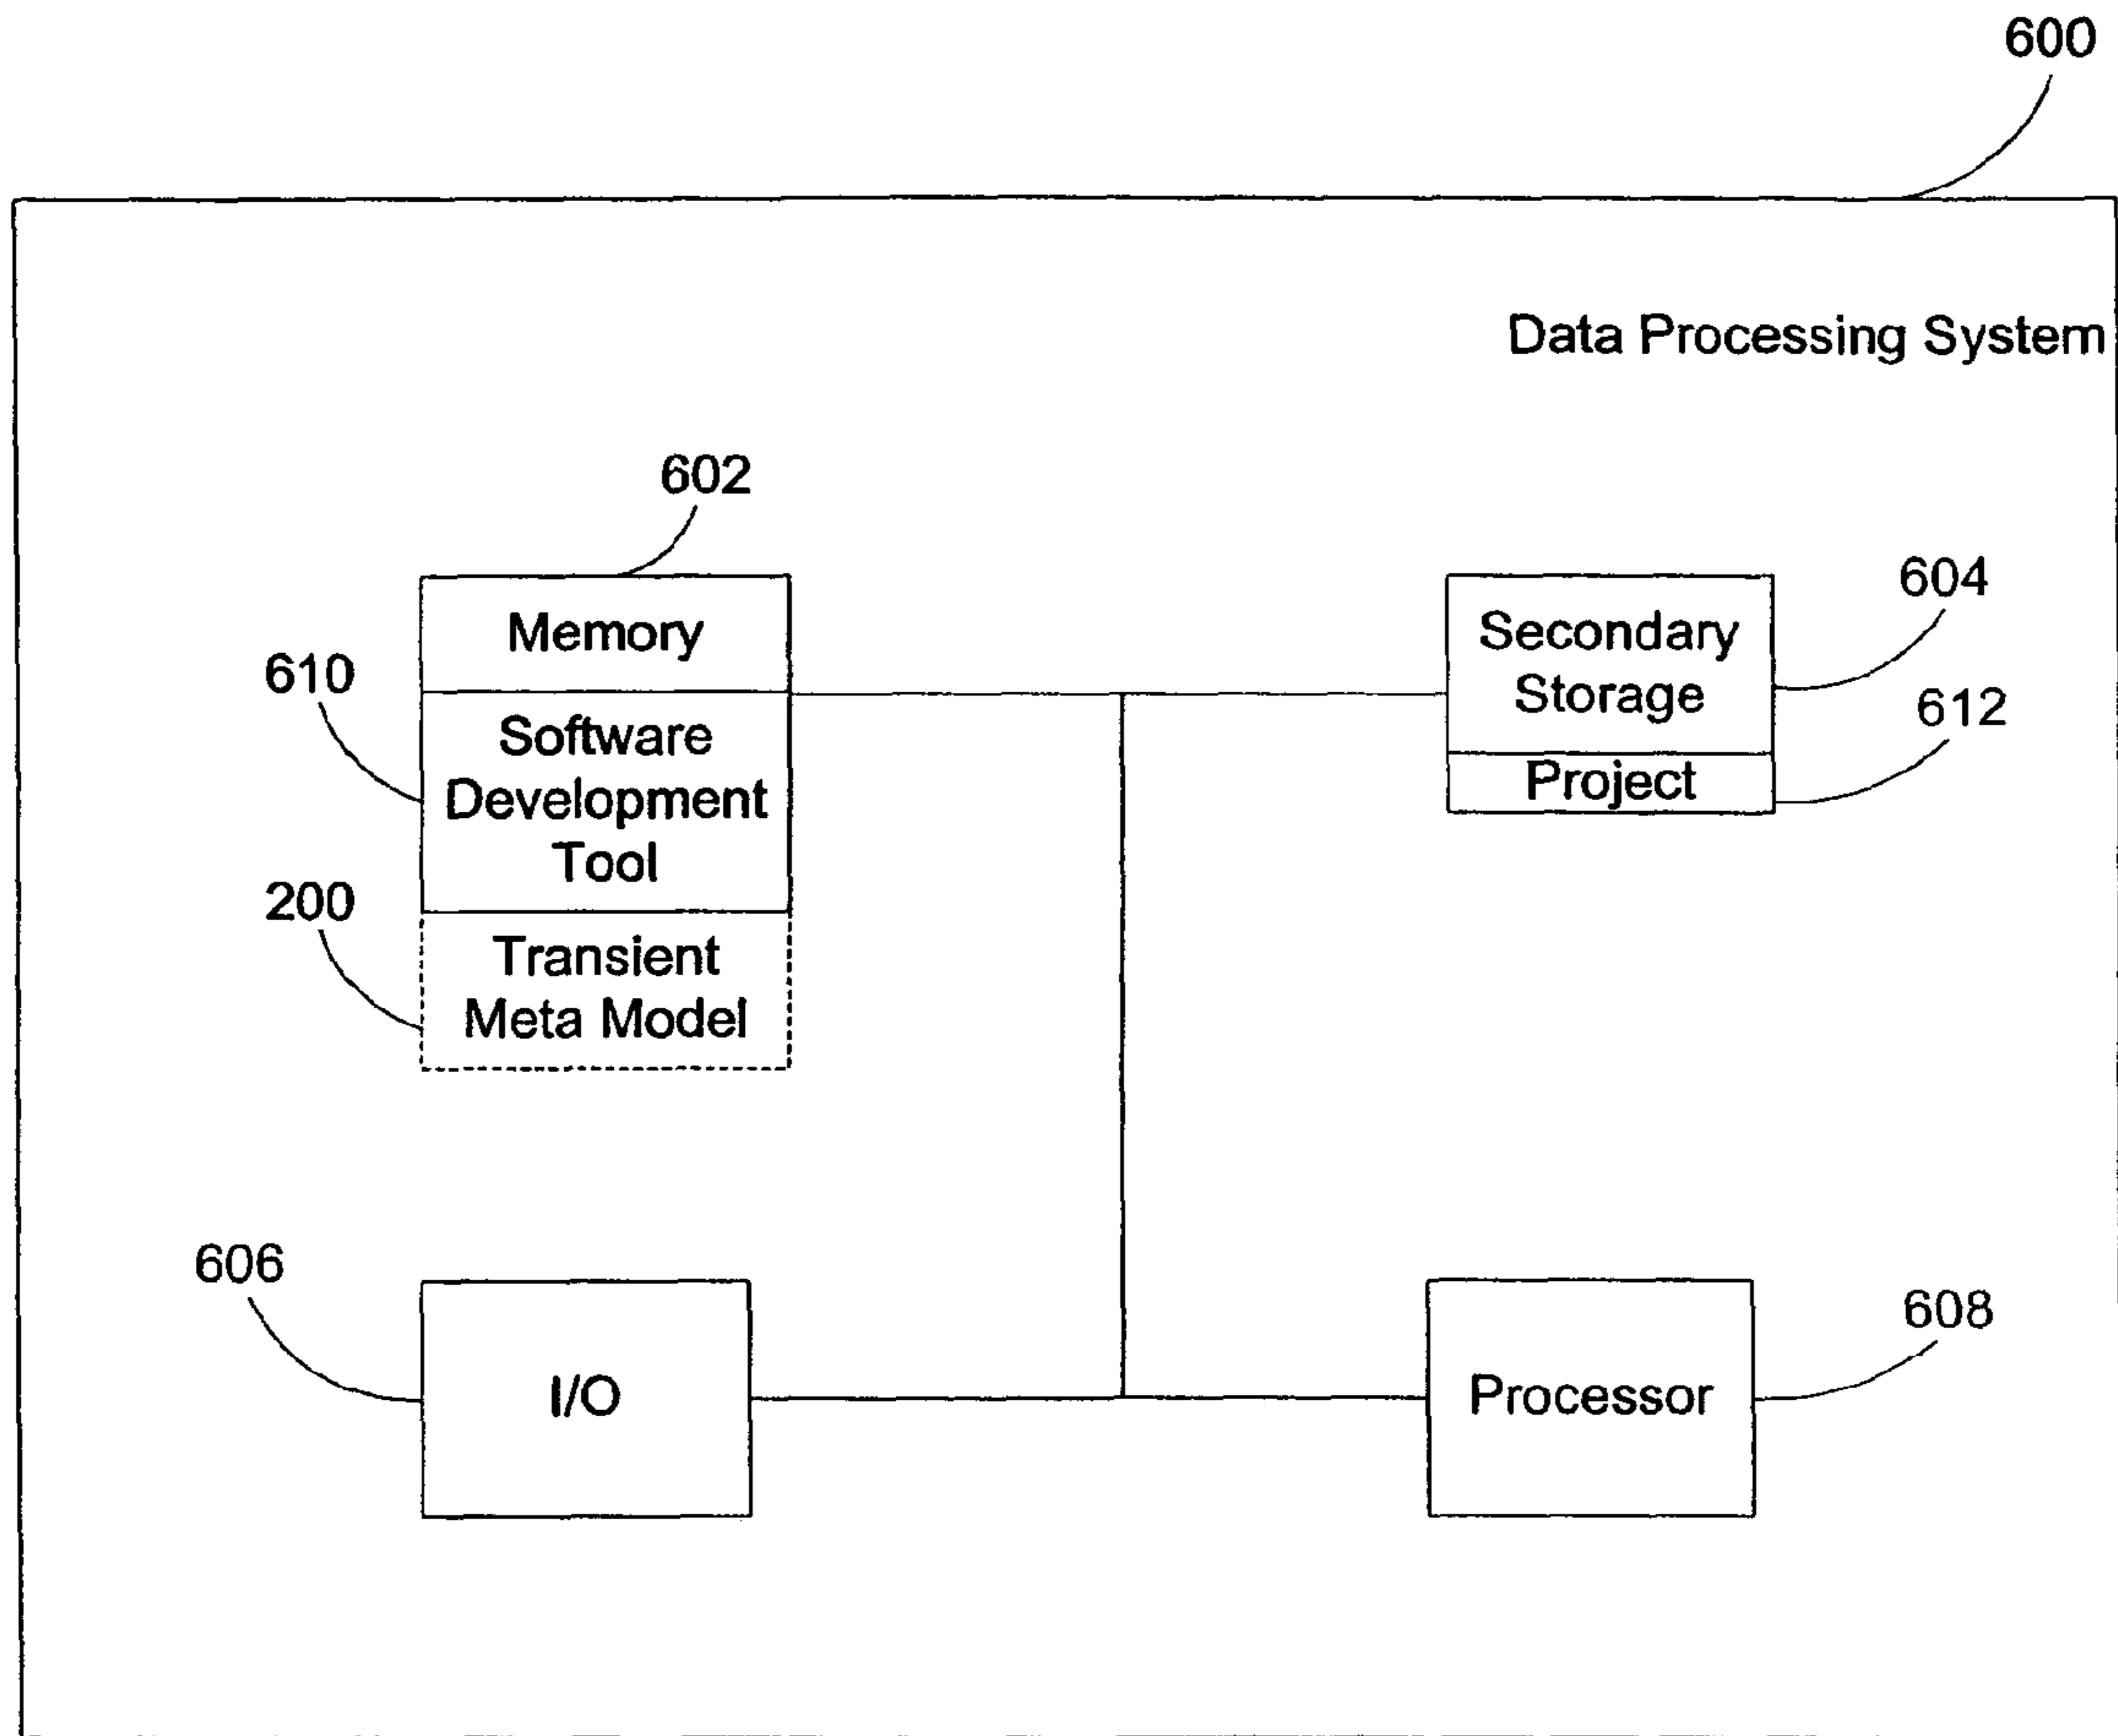 600
Data Processing System
602
Memory
610
Software
Development
Tool
200
Transient
Meta Model
604
Secondary
Storage
612
Project
606
I/O
608
Processor